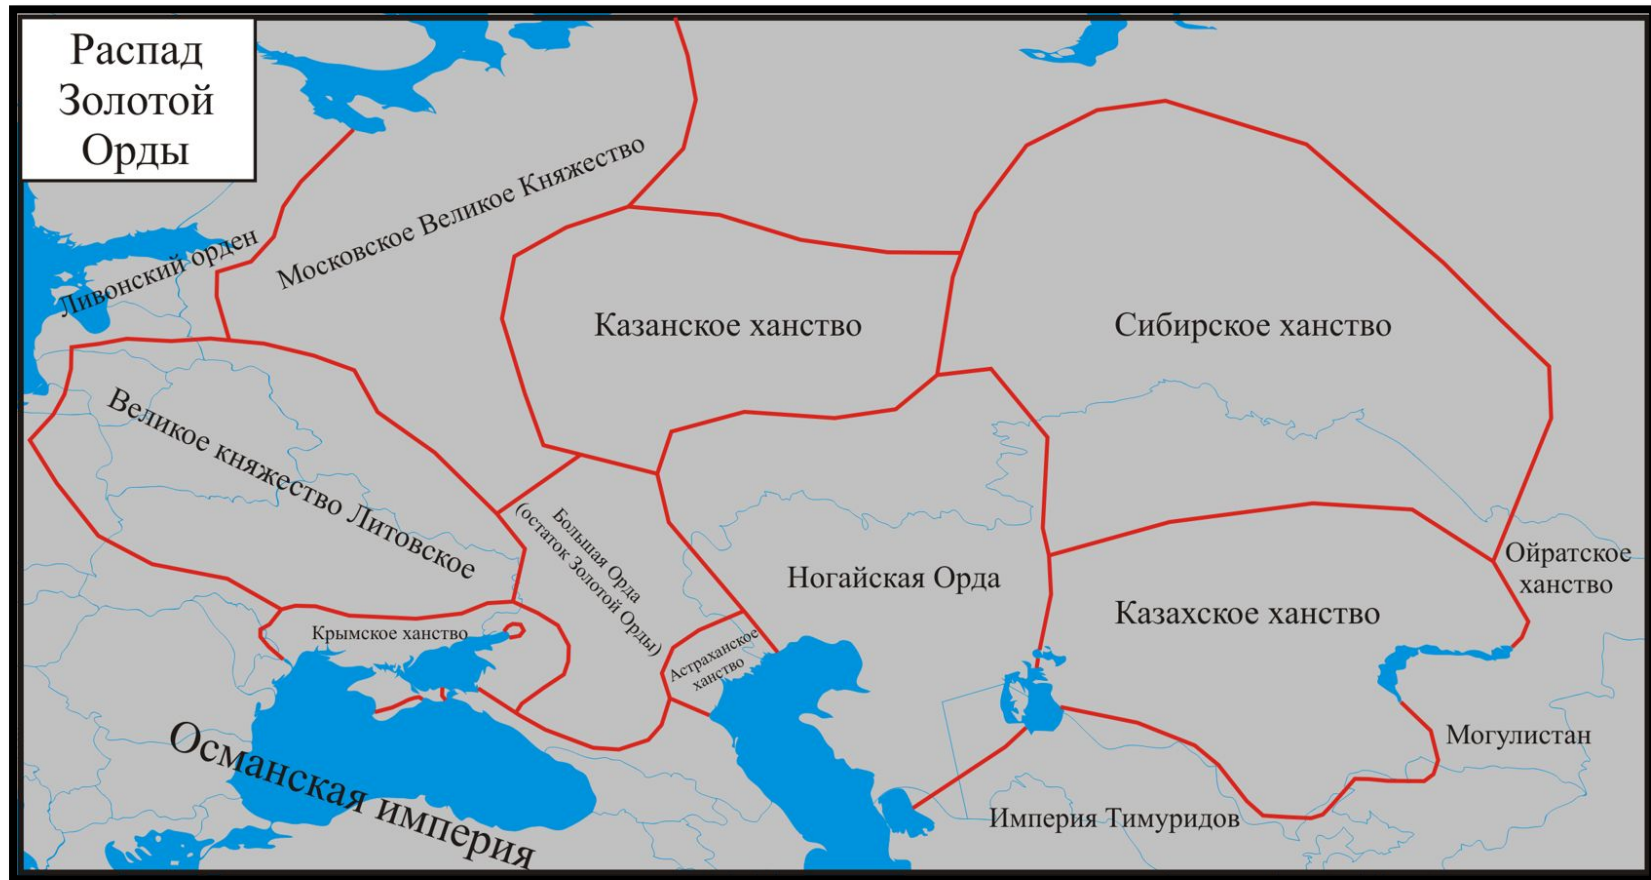 Распад
Золотой
Орды
Московское Великое Княжество
Ливонский орден
Казанское ханство
Сибирское ханство
Великое княжество Литовское
Большая Орда
(остаток Золотой Орды)
Ногайская Орда
Ойратское
ханство
Казахское ханство
Крымское ханство
Астраханское
ханство
Османская империя
Могулистан
Империя Тимуридов